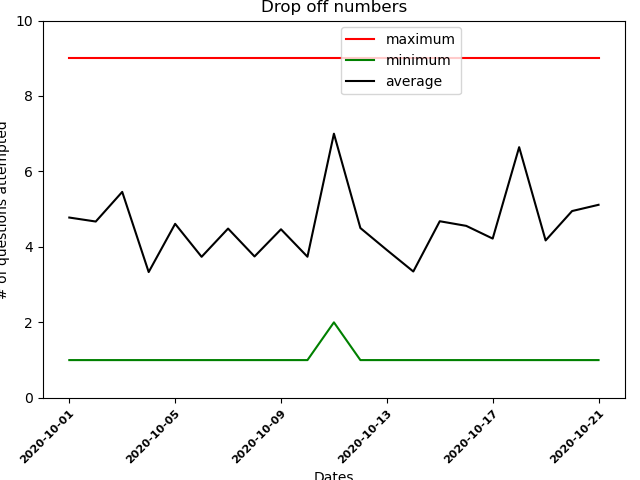 Drop off numbers
maximum
minimum
average
# of questions attempted
10
8
6
4
2
0
2020-10-01
2020-10-05
2020-10-09
2020-10-13
2020-10-17
2020-10-21
Dates